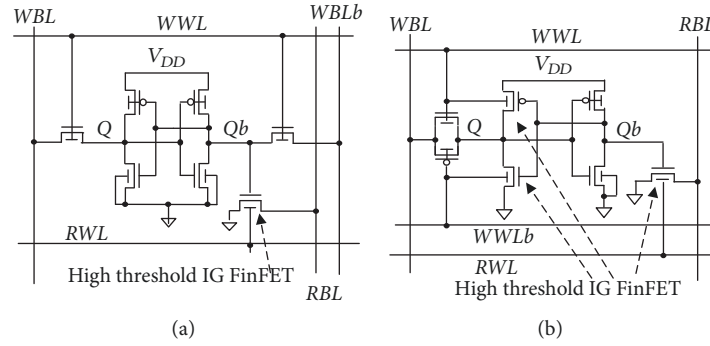 WBL WBLb
WWL
VDD
Q Qb
RWL
High threshold IG FinFET
RBL
(a)
WBL RBL
WWL
VDD
Q Qb
WWLb
RWL
High threshold IG FinFET
(b)